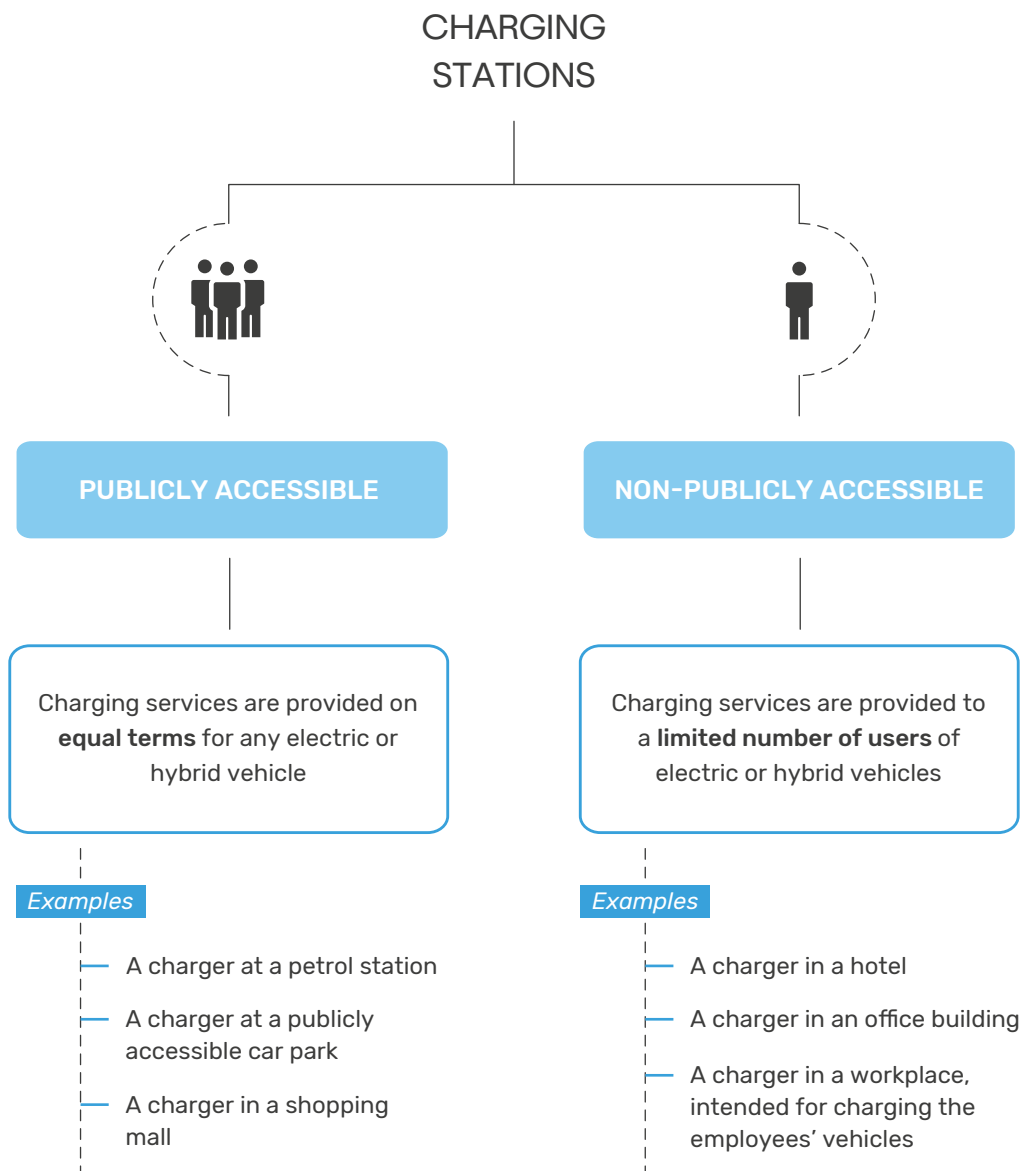 CHARGING
STATIONS
PUBLICLY ACCESSIBLE
Charging services are provided on
equal terms for any electric or
hybrid vehicle
Examples
A charger at a petrol station
A charger at a publicly
accessible car park
A charger in a shopping
mall
NON-PUBLICLY ACCESSIBLE
Charging services are provided to
a limited number of users of
electric or hybrid vehicles
Examples
A charger in a hotel
A charger in an office building
A charger in a workplace,
intended for charging the
employees’ vehicles